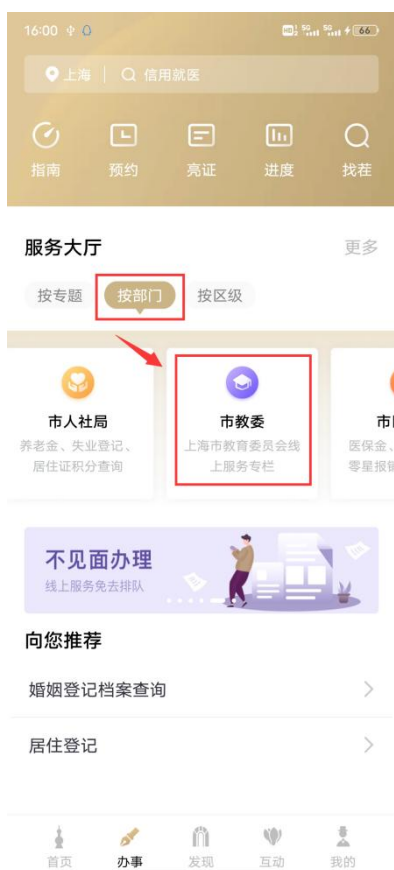 16:00
66
上海 信用就医
指南 预约 亮证 进度 找茬
服务大厅 更多
按专题 按部门 按区级
市人社局
养老金、失业登记、
居住证积分查询
市教委
上海市教育委员会线
上服务专栏
医保金、
零星报
不见面办理
线上服务免去排队
向您推荐
婚姻登记档案查询
居住登记
首页 办事 发现 互动 我的